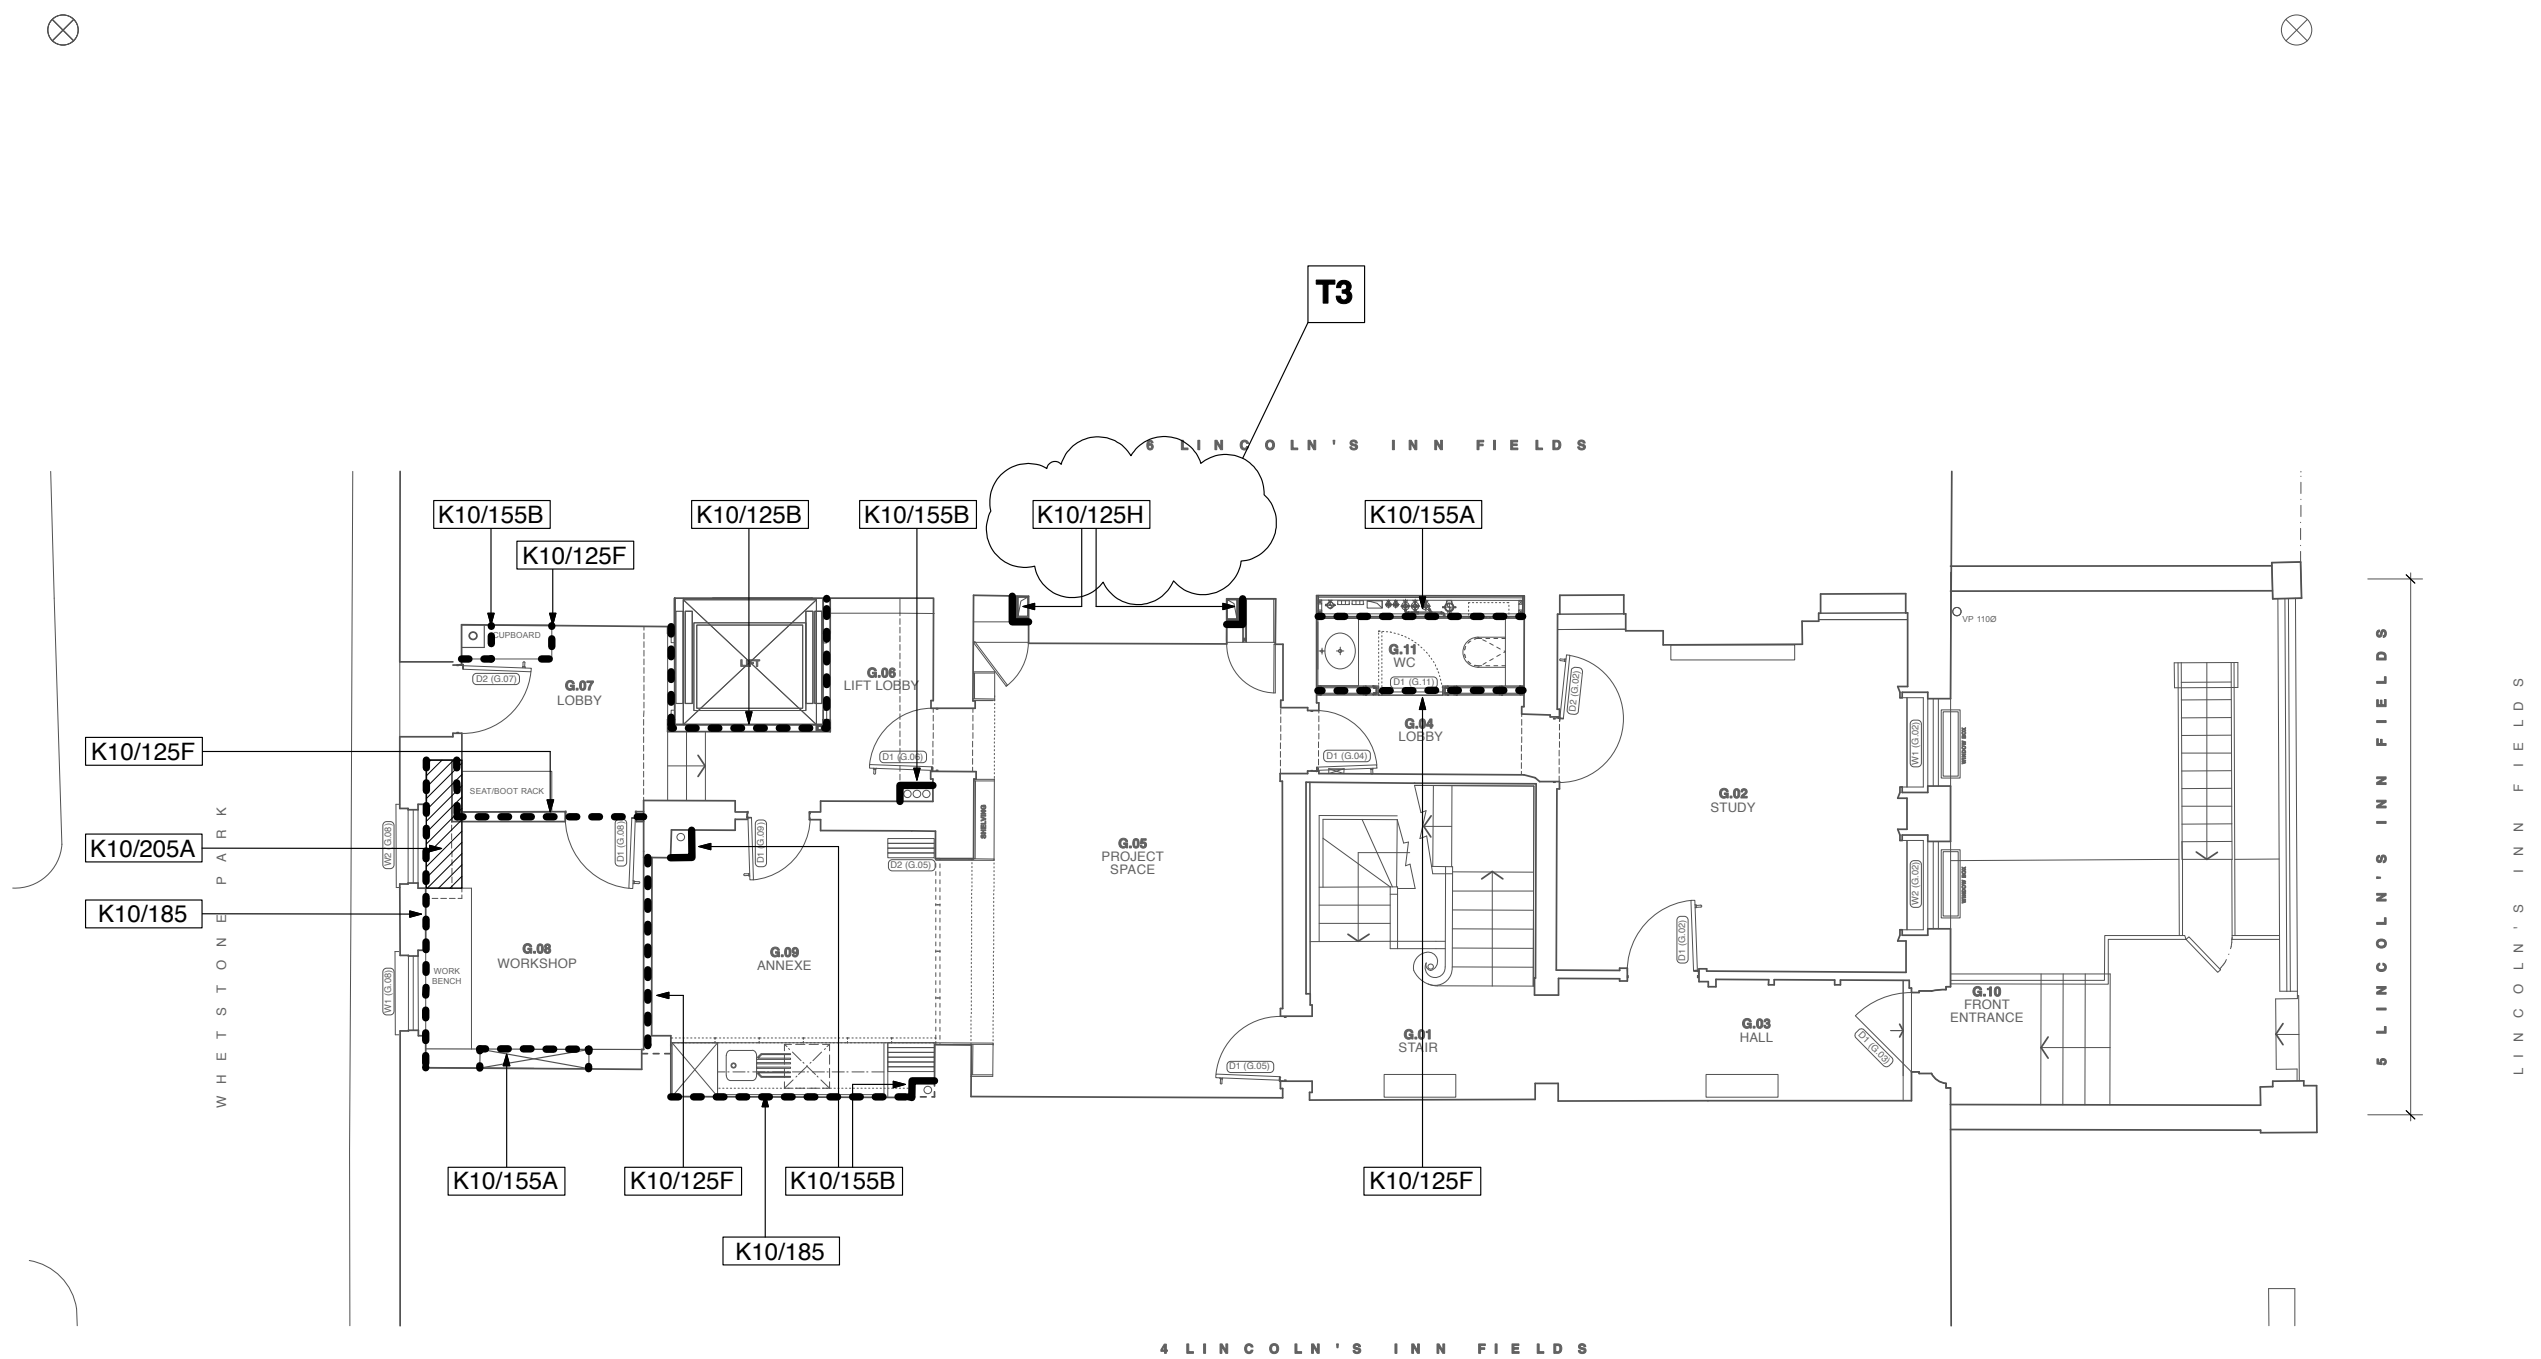 T3
6 LINCOLN'S INN FIELDS
K10/155B
K10/125B
K10/155B
K10/125H
K10/155A
K10/125F
CUPBOARD
VP 110Ø
LIFT
G.11
WC
D1 (G.11)
D2 (G.07)
G.07
LOBBY
G.06
LIFT LOBBY
D2 (G.02)
G.04
LOBBY
D1 (G.06)
D1 (G.04)
W1 (G.02)
WINDOW BOX
K10/125F
SEAT/BOOT RACK
G.02
STUDY
SHELVING
D1 (G.08)
D1 (G.09)
W2 (G.08)
K10/205A
D2 (G.05)
G.05
PROJECT
SPACE
W2 (G.02)
WINDOW BOX
K10/185
WHETSTONE PARK
G.08
WORKSHOP
G.09
ANNEXE
D1 (G.02)
WORK
BENCH
W1 (G.08)
G.10
FRONT
ENTRANCE
G.01
STAIR
G.03
HALL
D1 (G.03)
D1 (G.05)
5 LINCOLN'S INN FIELDS
LINCOLN'S INN FIELDS
K10/155A
K10/125F
K10/155B
K10/125F
K10/185
4 LINCOLN'S INN FIELDS